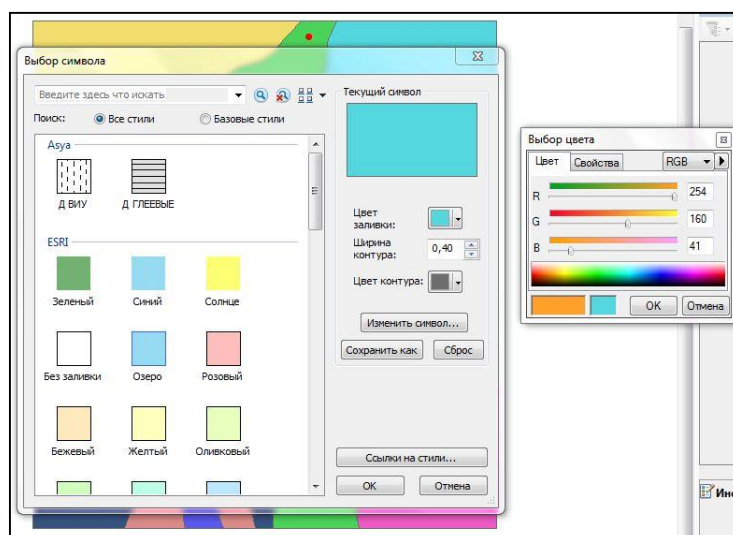 Выбор символа
Введите здесь что искать
Поиск:
Все стили
Базовые стили
Asya
Д ВИУ
Д ГЛЕЕВЫЕ
ESRI
Зеленый
Синий
Солнце
Без заливки
Озеро
Розовый
Бежевый
Желтый
Оливковый
Текущий символ
Цвет
заливки:
Ширина
контура:
0,40
Цвет контура:
Изменить символ...
Сохранить как
Сброс
Ссылки на стили...
OK
Отмена
Выбор цвета
Цвет
Свойства
RGB
R
254
G
160
B
41
OK
Отмена
Инс